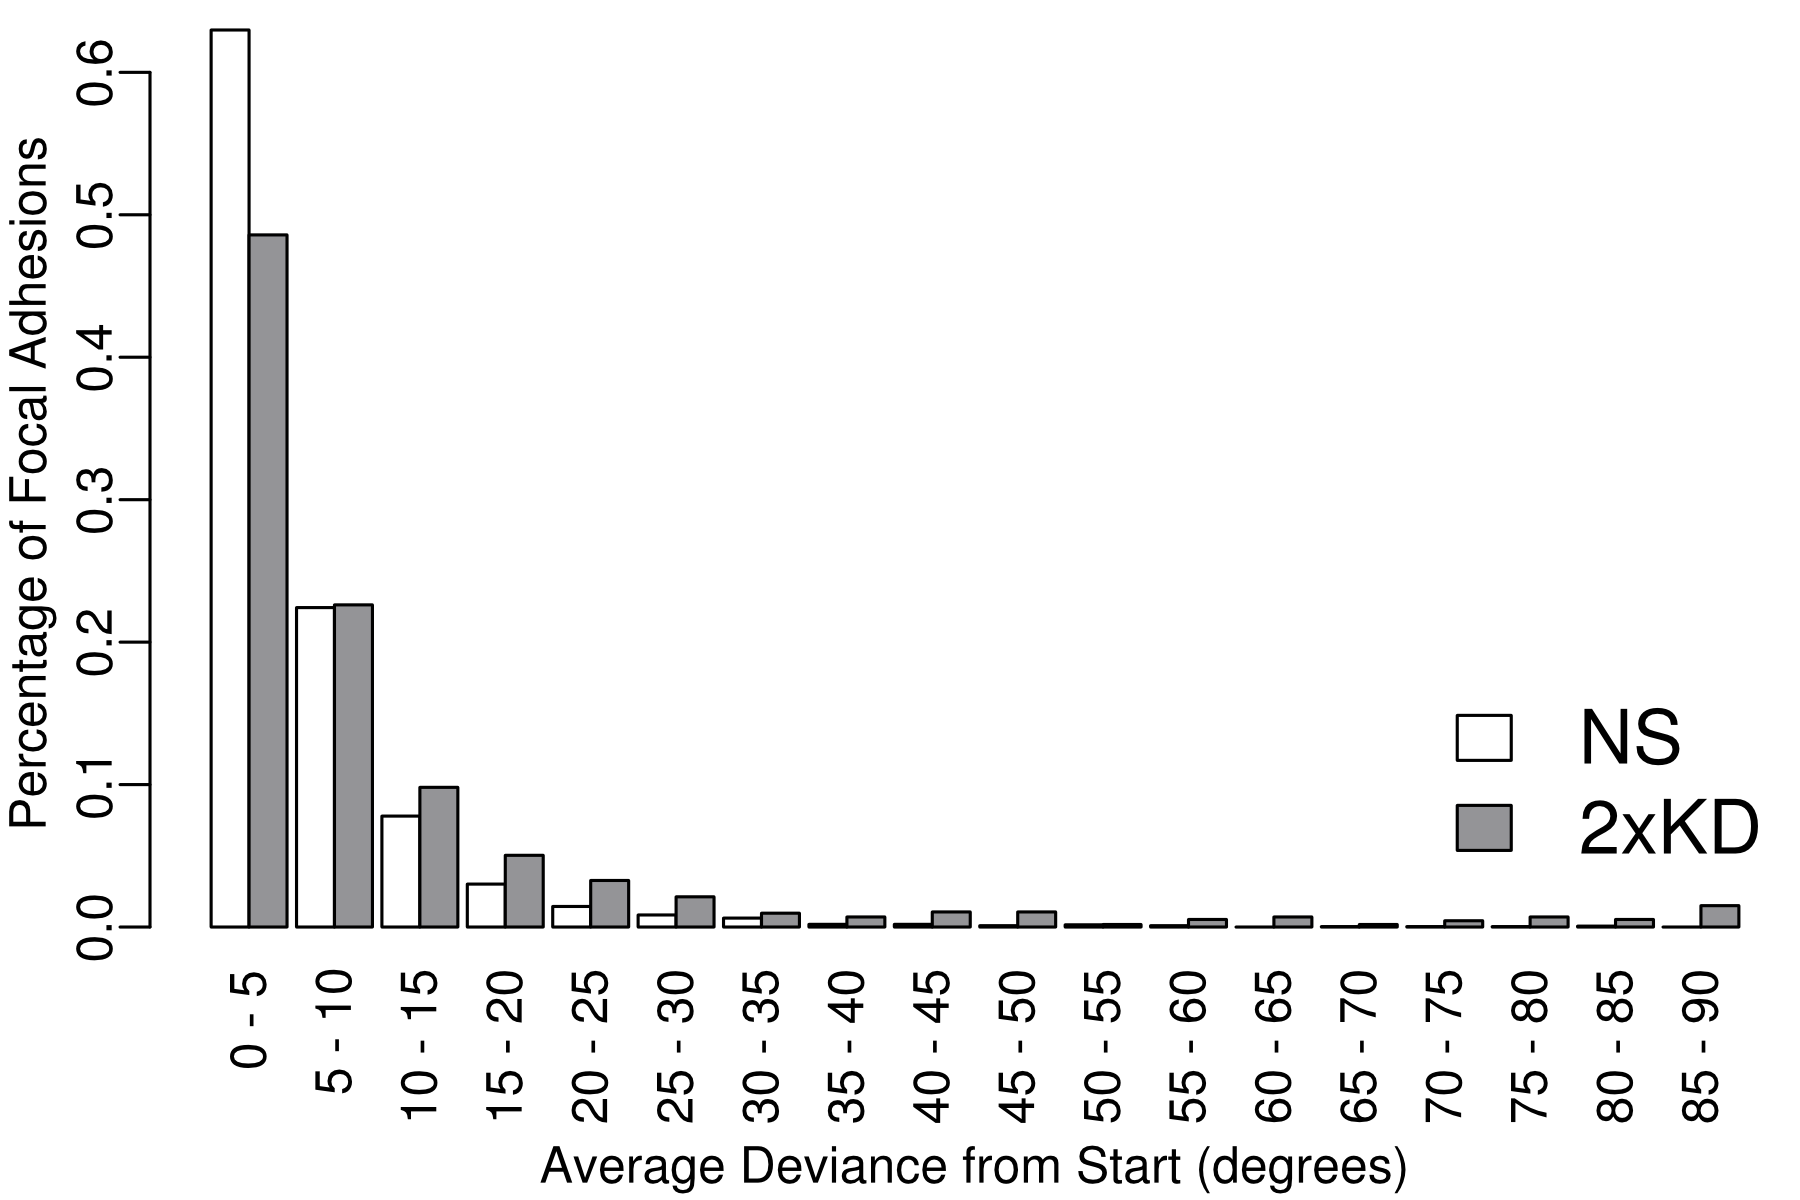 Percentage of Focal Adhesions
0.6
0.5
0.4
0.3
0.2
0.1
0.0
NS
2xKD
0 - 5
5 - 10
10 - 15
15 - 20
20 - 25
25 - 30
30 - 35
35 - 40
40 - 45
45 - 50
50 - 55
55 - 60
60 - 65
65 - 70
70 - 75
75 - 80
80 - 85
85 - 90
Average Deviance from Start (degrees)